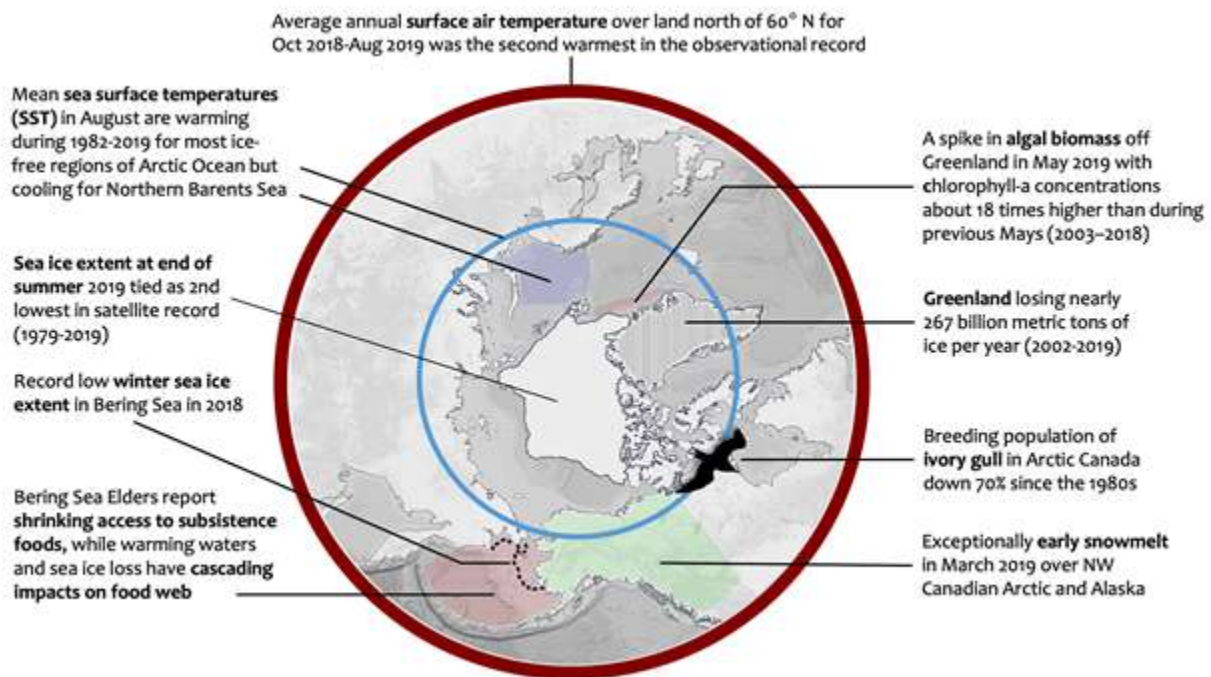 Average annual surface air temperature over land north of 60° N for
Oct 2018-Aug 2019 was the second warmest in the observational record
Mean sea surface temperatures
(SST) in August are warming
during 1982-2019 for most ice-
free regions of Arctic Ocean but
cooling for Northern Barents Sea
Sea ice extent at end of
summer 2019 tied as 2nd
lowest in satellite record
(1979-2019)
Record low winter sea ice
extent in Bering Sea in 2018
Bering Sea Elders report
shrinking access to subsistence
foods, while warming waters
and sea ice loss have cascading
impacts on food web
A spike in algal biomass off
Greenland in May 2019 with
chlorophyll-a concentrations
about 18 times higher than during
previous Mays (2003–2018)
Greenland losing nearly
267 billion metric tons of
ice per year (2002-2019)
Breeding population of
ivory gull in Arctic Canada
down 70% since the 1980s
Exceptionally early snowmelt
in March 2019 over NW
Canadian Arctic and Alaska